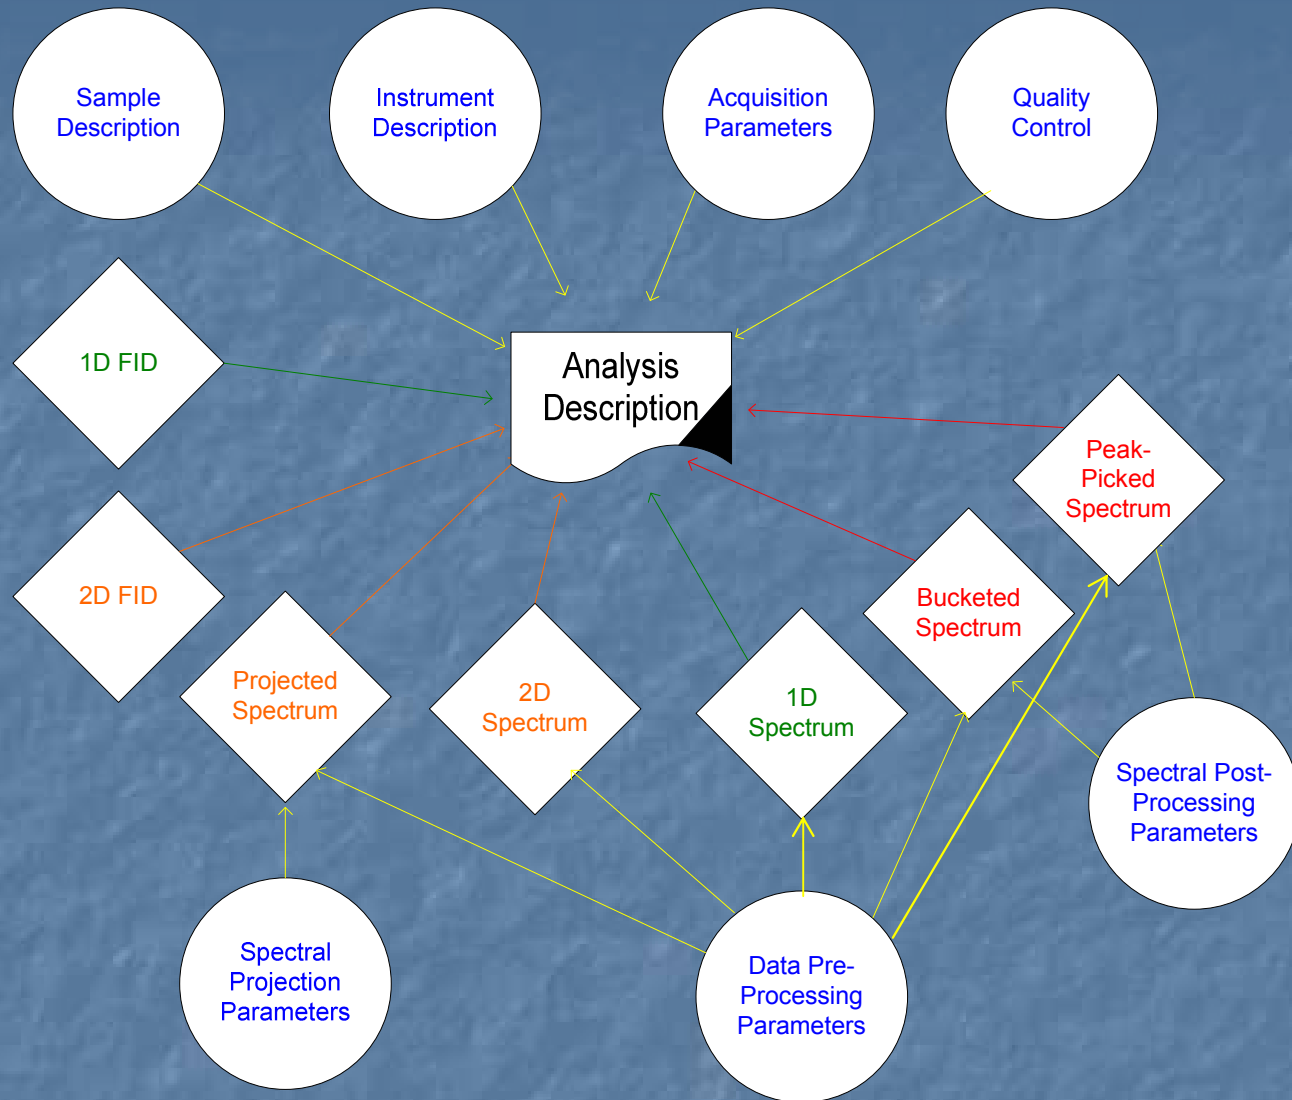 Sample
Description
Instrument
Description
Acquisition
Parameters
Quality
Control
1D FID
Analysis
Description
Peak-
Picked
Spectrum
2D FID
Bucketed
Spectrum
Projected
Spectrum
2D
Spectrum
1D
Spectrum
Spectral Post-
Processing
Parameters
Spectral
Projection
Parameters
Data Pre-
Processing
Parameters